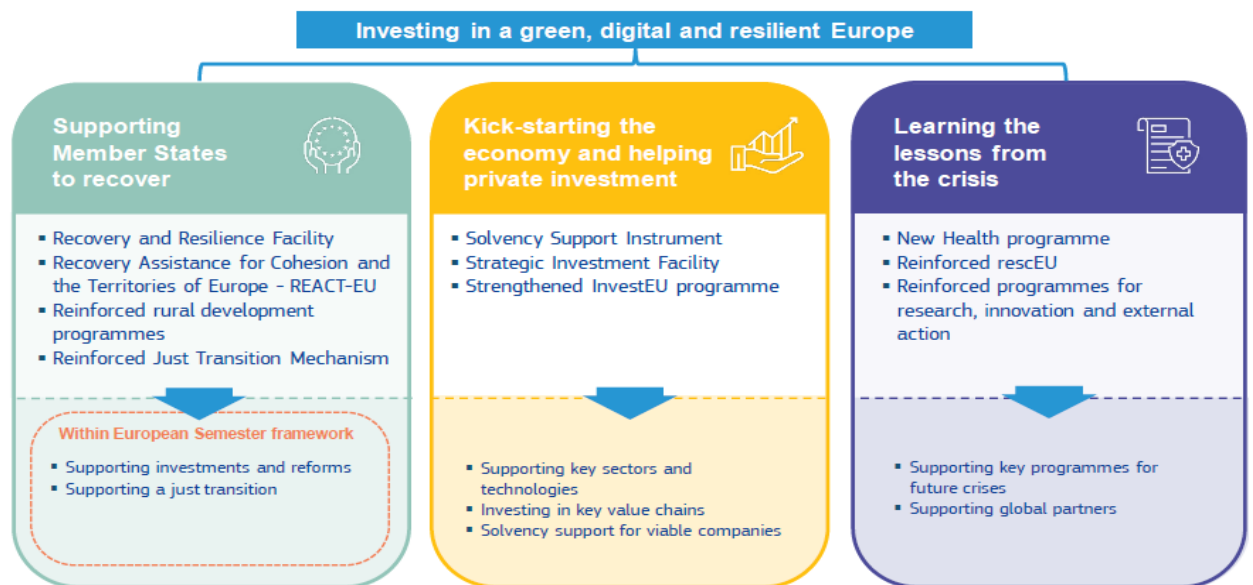 Investing in a green, digital and resilient Europe
Supporting
Member States
to recover
▪ Recovery and Resilience Facility
▪ Recovery Assistance for Cohesion and
the Territories of Europe - REACT-EU
▪ Reinforced rural development
programmes
▪ Reinforced Just Transition Mechanism
Within European Semester framework
▪ Supporting investments and reforms
▪ Supporting a just transition
Kick-starting the
economy and helping
private investment
▪ Solvency Support Instrument
▪ Strategic Investment Facility
▪ Strengthened InvestEU programme
▪ Supporting key sectors and
technologies
▪ Investing in key value chains
▪ Solvency support for viable companies
Learning the
lessons from
the crisis
▪ New Health programme
▪ Reinforced rescEU
▪ Reinforced programmes for
research, innovation and external
action
▪ Supporting key programmes for
future crises
▪ Supporting global partners